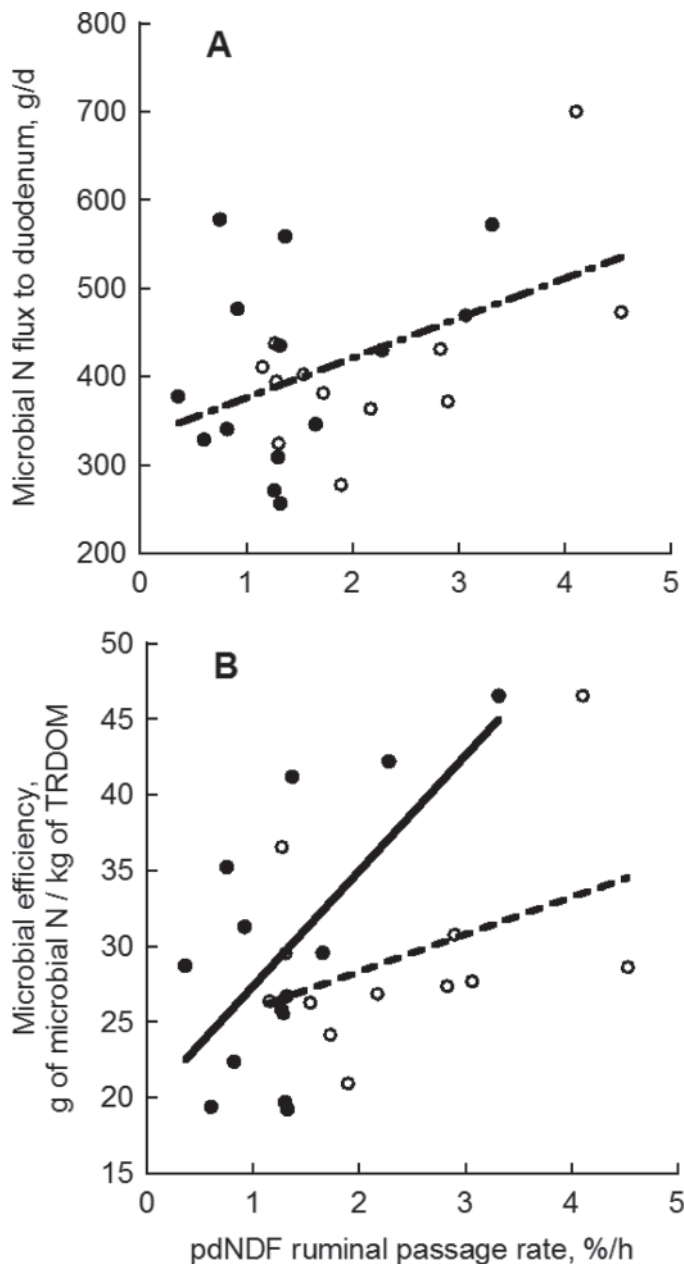 A
Microbial N flux to duodenum, g/d
800
700
600
500
400
300
200
0 1 2 3 4 5
B
Microbial efficiency,
g of microbial N / kg of TRDOM
50
45
40
35
30
25
20
15
0 1 2 3 4 5
pdNDF ruminal passage rate, %/h